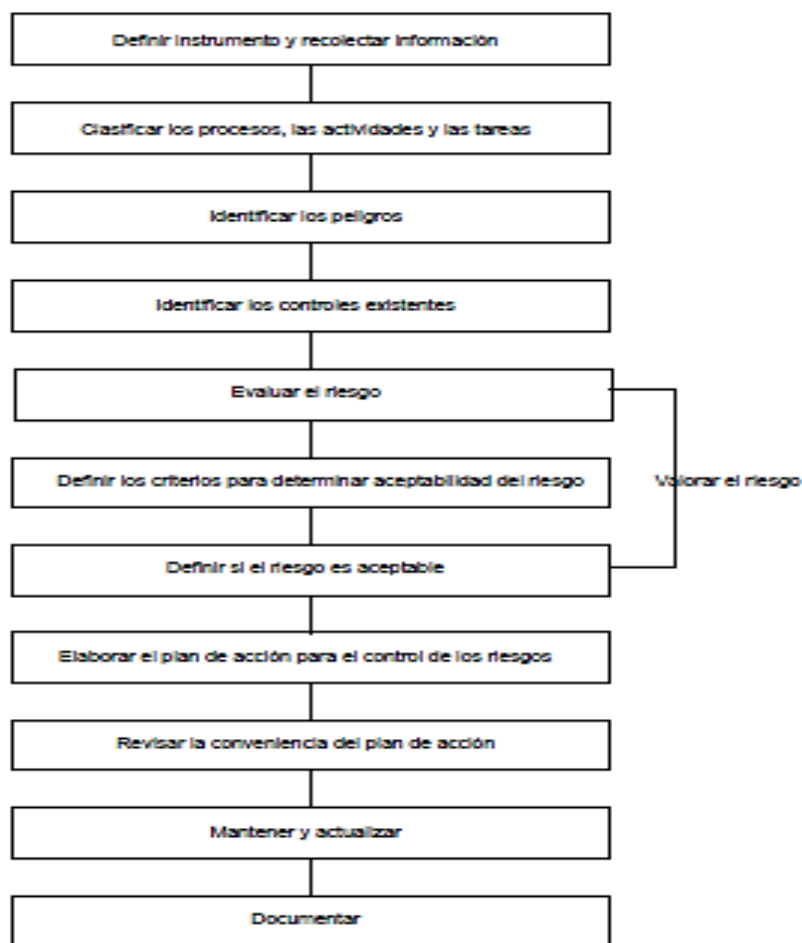 Definir instrumento y recolectar información
Clasificar los procesos, las actividades y las tareas
Identificar los peligros
Identificar los controles existentes
Evaluar el riesgo
Definir los criterios para determinar aceptabilidad del riesgo
Valorar el riesgo
Definir si el riesgo es aceptable
Elaborar el plan de acción para el control de los riesgos
Revisar la conveniencia del plan de acción
Mantener y actualizar
Documentar